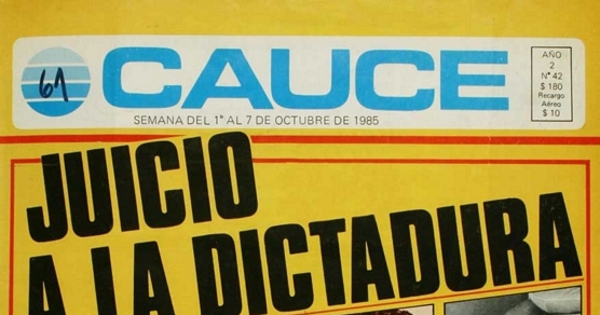 61
CAUCE
AÑO
2
N° 42
$ 180
Recargo
Aéreo
$ 10
SEMANA DEL 1° AL 7 DE OCTUBRE DE 1985
JUICIO
A LA DICTADURA